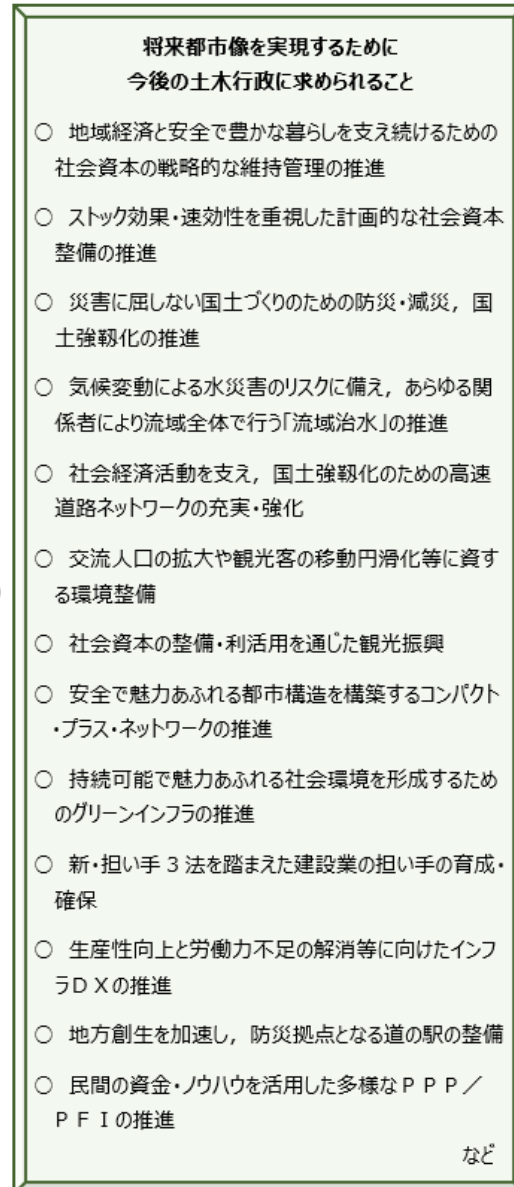 将来都市像を実現するために
今後の土木行政に求められること
○ 地域経済と安全で豊かな暮らしを支え続けるための
社会資本の戦略的な維持管理の推進
○ ストック効果・速効性を重視した計画的な社会資本
整備の推進
○ 災害に屈しない国土づくりのための防災・減災，国
土強靱化の推進
○ 気候変動による水災害のリスクに備え，あらゆる関
係者により流域全体で行う「流域治水」の推進
○ 社会経済活動を支え，国土強靱化のための高速
道路ネットワークの充実・強化
○ 交流人口の拡大や観光客の移動円滑化等に資す
る環境整備
○ 社会資本の整備・利活用を通じた観光振興
○ 安全で魅力あふれる都市構造を構築するコンパクト
・プラス・ネットワークの推進
○ 持続可能で魅力あふれる社会環境を形成するため
のグリーンインフラの推進
○ 新・担い手３法を踏まえた建設業の担い手の育成・
確保
○ 生産性向上と労働力不足の解消等に向けたインフ
ラＤＸの推進
○ 地方創生を加速し，防災拠点となる道の駅の整備
○ 民間の資金・ノウハウを活用した多様なＰＰＰ／
ＰＦＩの推進
など